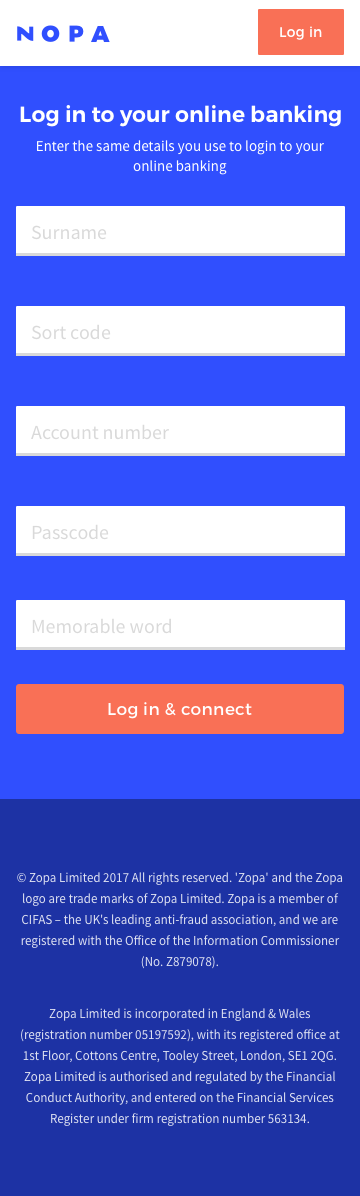 NOPA
Log in
Log in to your online banking
Enter the same details you use to login to your
online banking
Surname
Sort code
Account number
Passcode
Memorable word
Log in & connect
© Zopa Limited 2017 All rights reserved. 'Zopa' and the Zopa
logo are trade marks of Zopa Limited. Zopa is a member of
CIFAS – the UK's leading anti-fraud association, and we are
registered with the Office of the Information Commissioner
(No. Z879078).
Zopa Limited is incorporated in England & Wales
(registration number 05197592), with its registered office at
1st Floor, Cottons Centre, Tooley Street, London, SE1 2QG.
Zopa Limited is authorised and regulated by the Financial
Conduct Authority, and entered on the Financial Services
Register under firm registration number 563134.